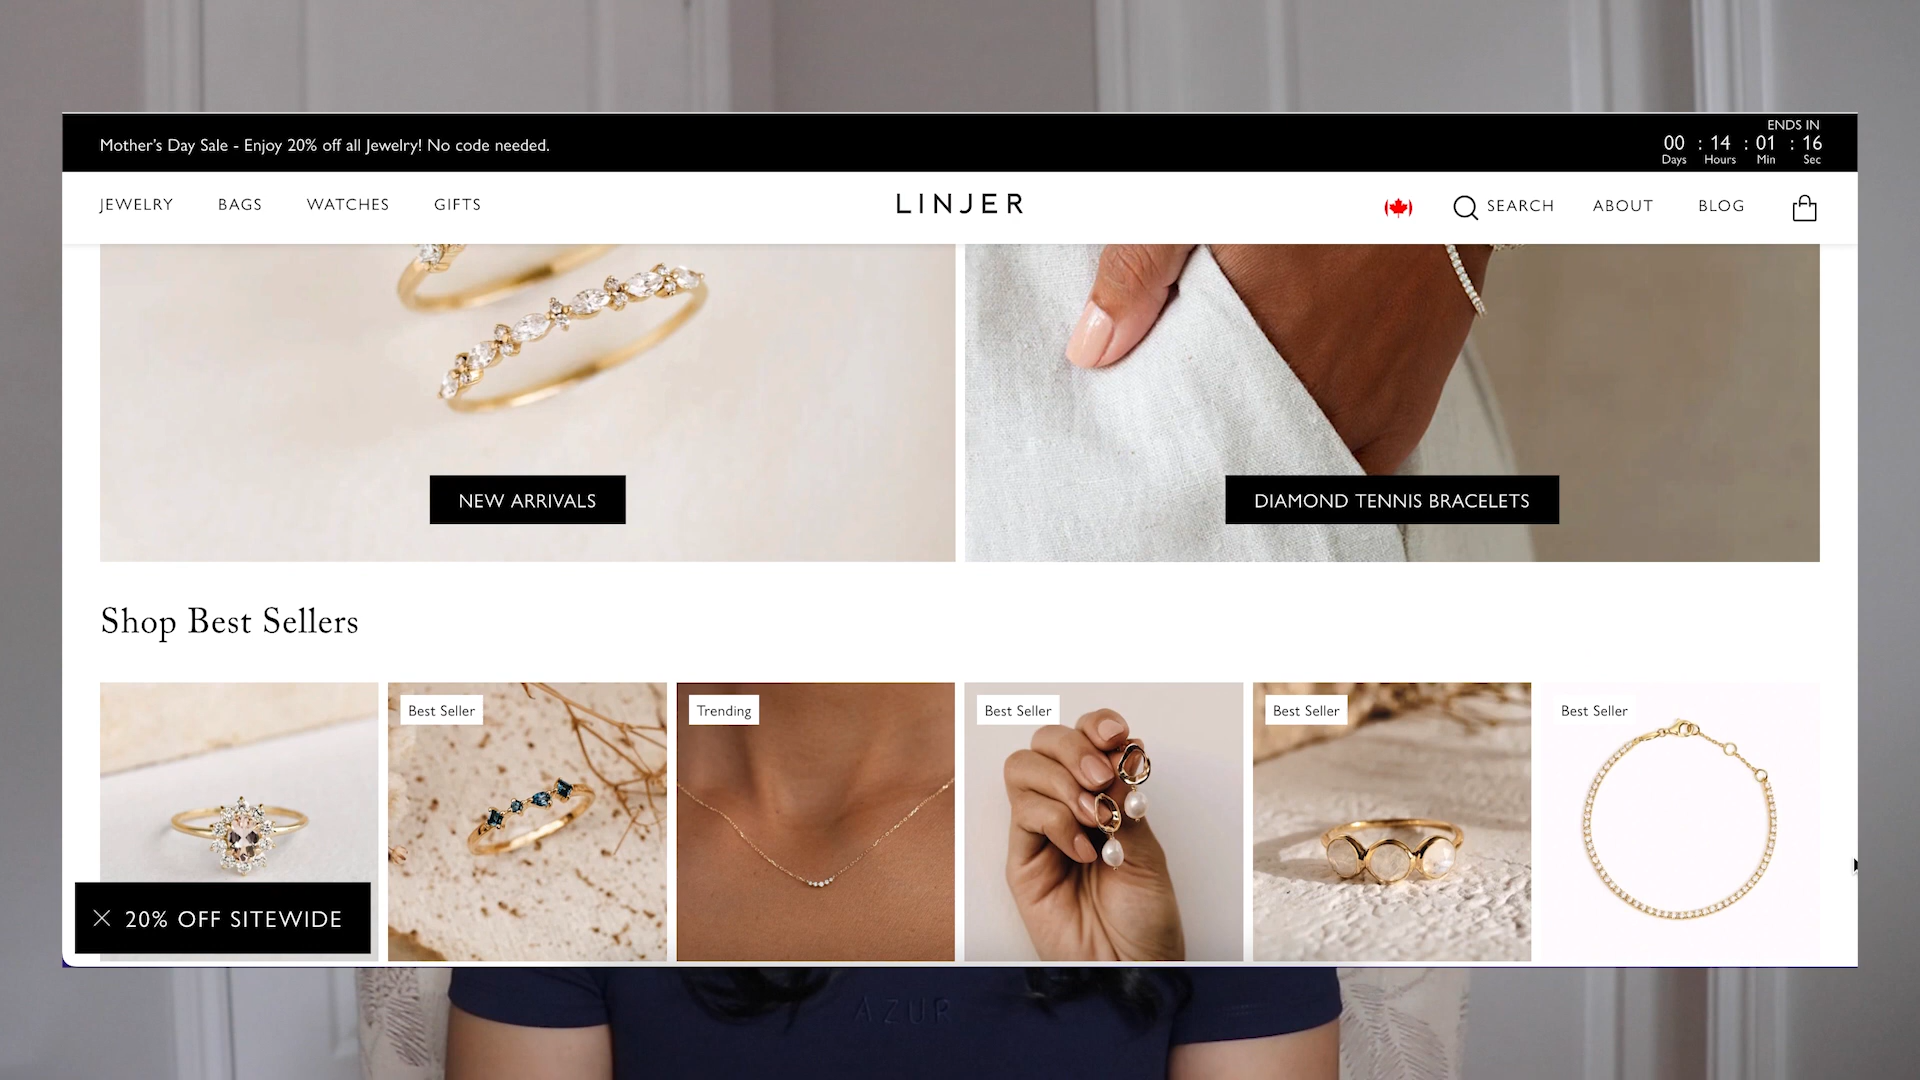 Mother's Day Sale - Enjoy 20% off all Jewelry! No code needed.
ENDS IN
00 : 14 : 01 : 16
Days Hours Min Sec
JEWELRY BAGS WATCHES GIFTS
LINJER
SEARCH ABOUT BLOG
NEW ARRIVALS
DIAMOND TENNIS BRACELETS
Shop Best Sellers
Best Seller
Trending
Best Seller
Best Seller
Best Seller
20% OFF SITEWIDE
AZUR